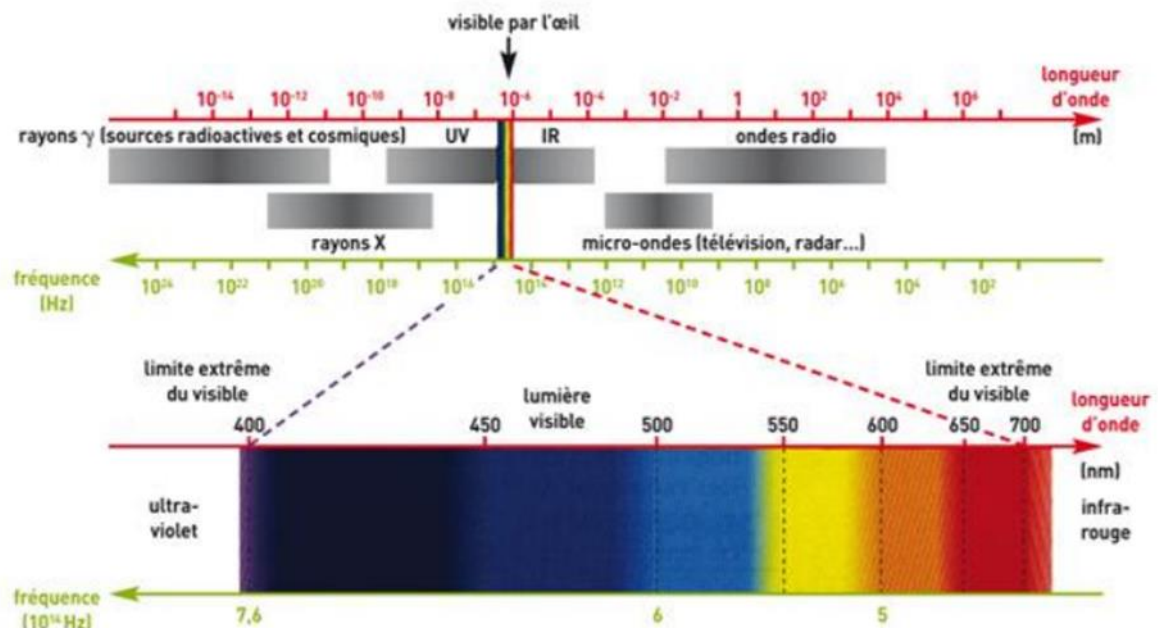 visible par l'œil
longueur
d'onde
10⁻¹⁴ 10⁻¹² 10⁻¹⁰ 10⁻⁸ 10⁻⁶ 10⁻⁴ 10⁻² 1 10² 10⁴ 10⁶
(m)
rayons γ (sources radioactives et cosmiques) UV IR ondes radio
rayons X micro-ondes (télévision, radar...)
fréquence
(Hz)
10²⁴ 10²² 10²⁰ 10¹⁸ 10¹⁶ 10¹⁴ 10¹² 10¹⁰ 10⁸ 10⁶ 10⁴ 10²
limite extrême
du visible
lumière
visible
limite extrême
du visible
longueur
d'onde
400 450 500 550 600 650 700
(nm)
ultra-
violet
infra-
rouge
fréquence
(10¹⁴ Hz)
7,6 6 5